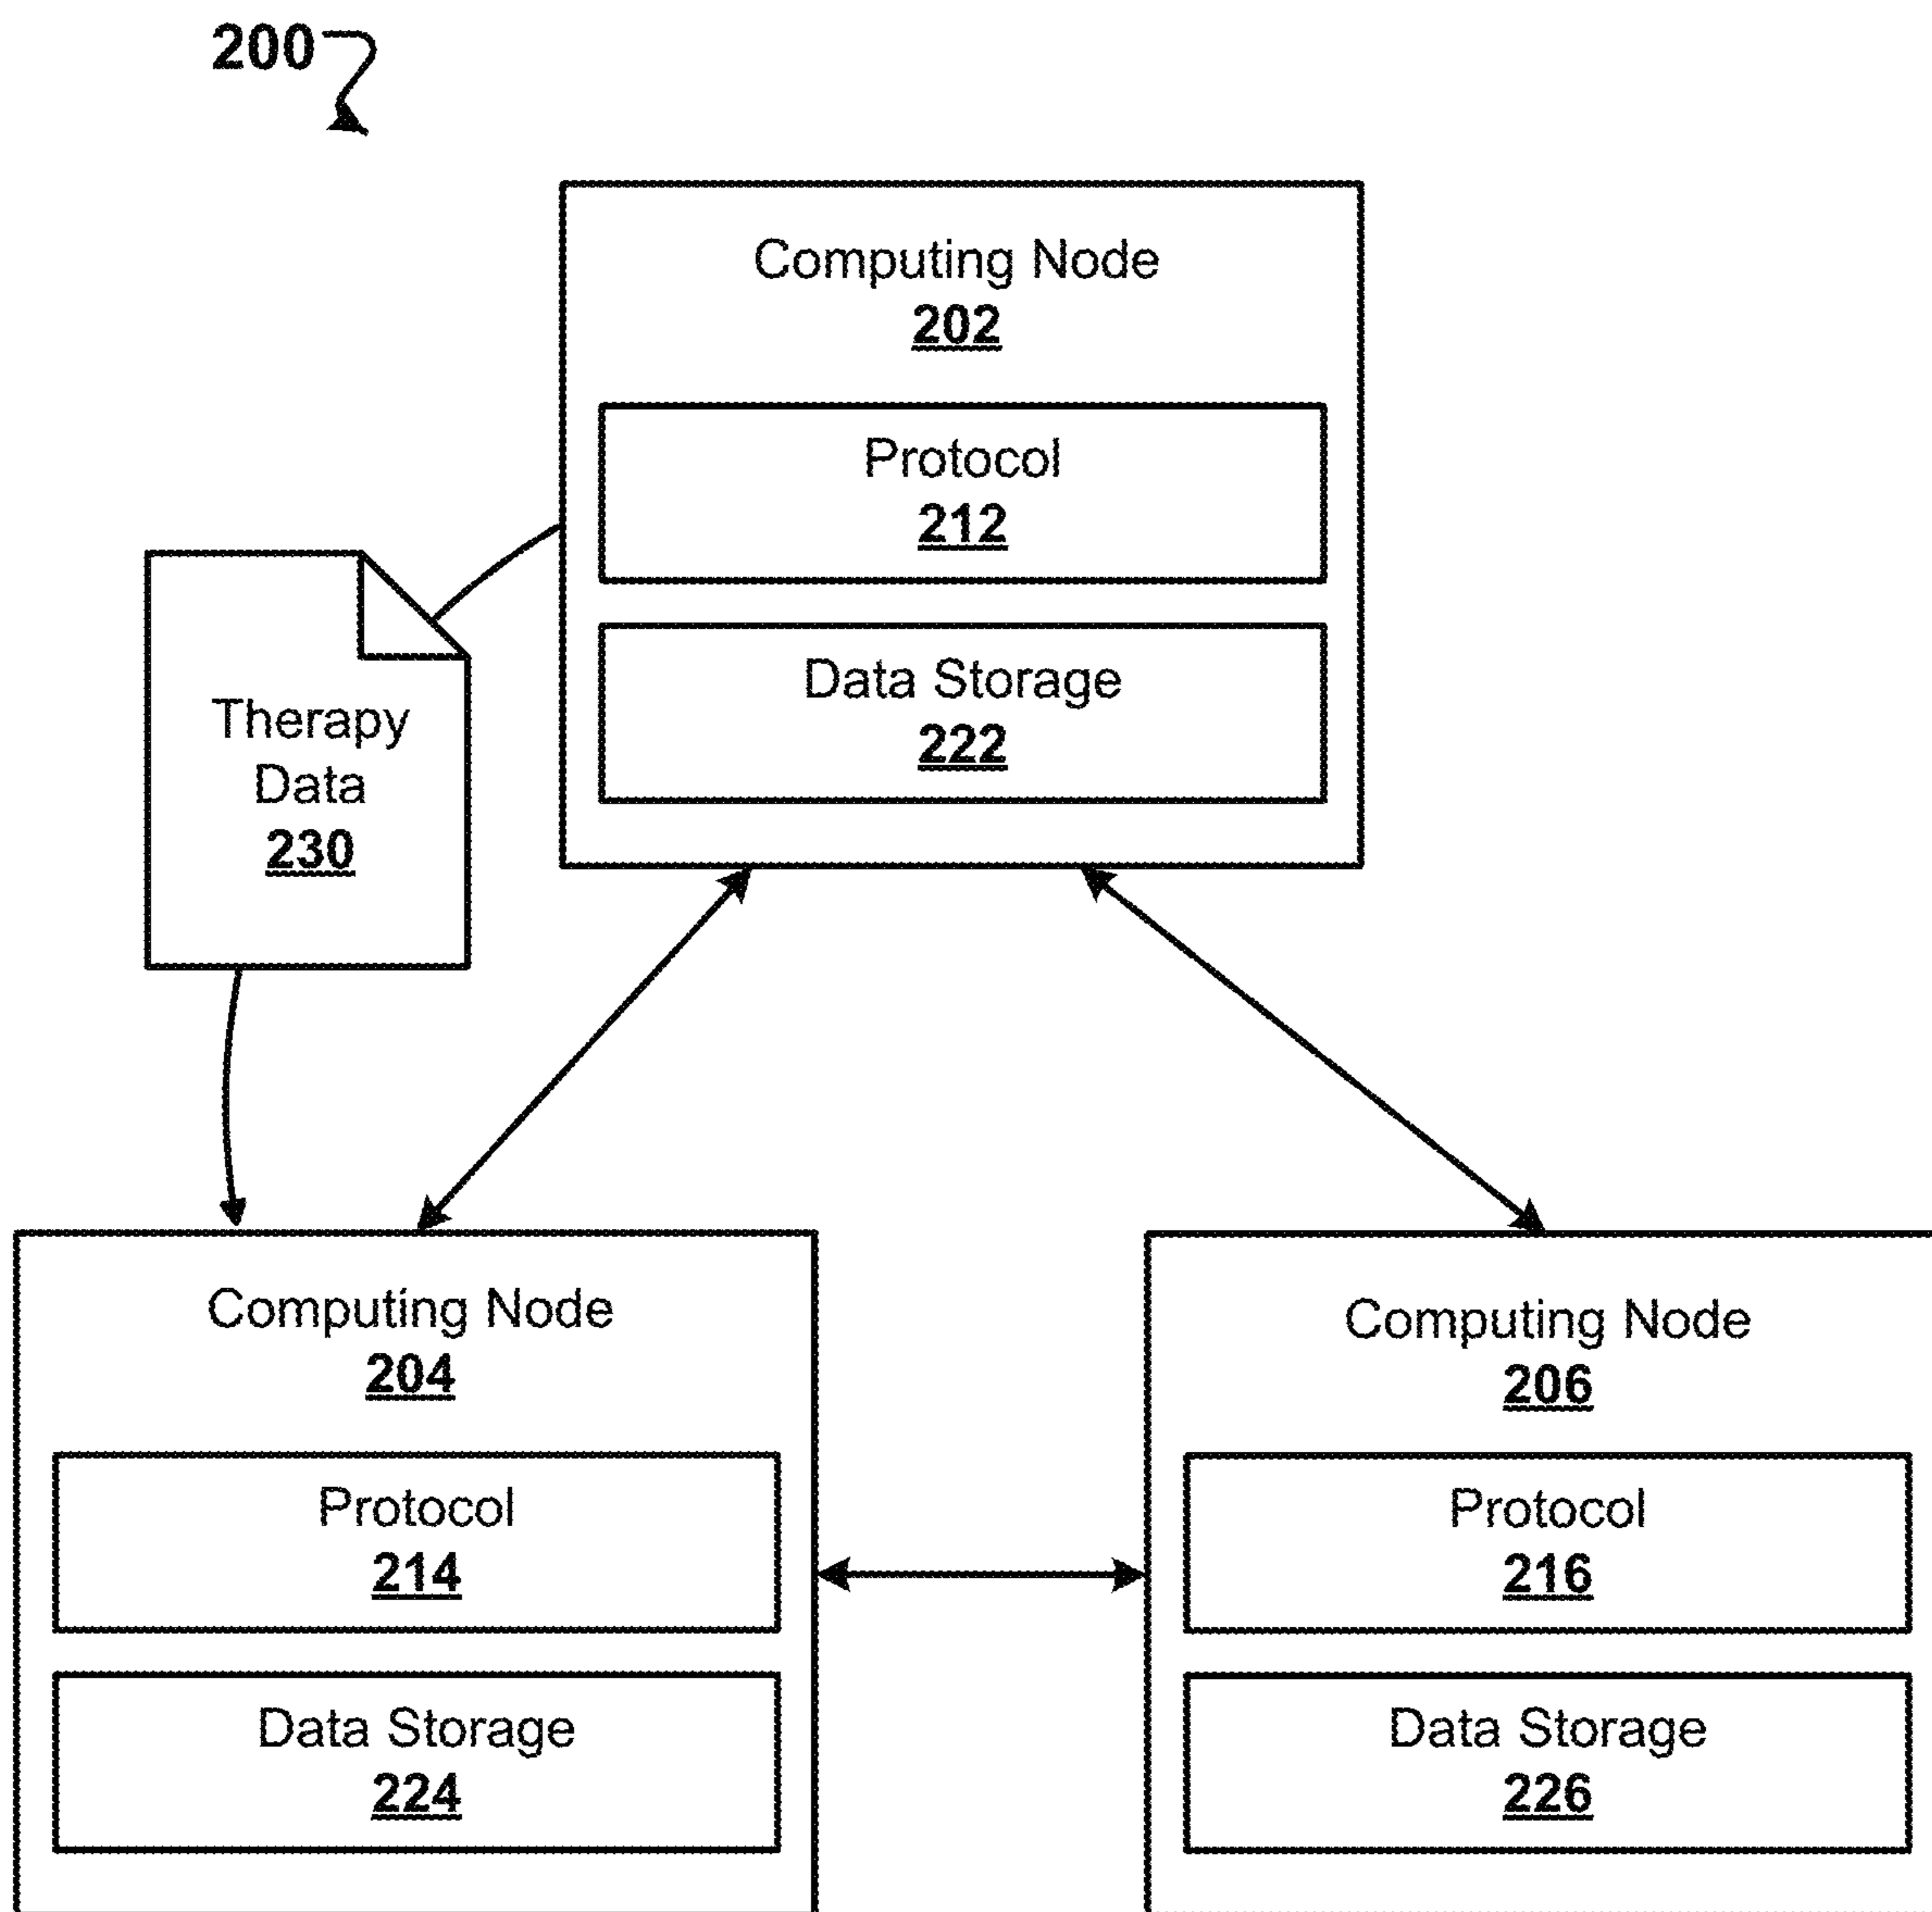 200
Computing Node
202
Protocol
212
Data Storage
222
Therapy
Data
230
Computing Node
204
Protocol
214
Data Storage
224
Computing Node
206
Protocol
216
Data Storage
226